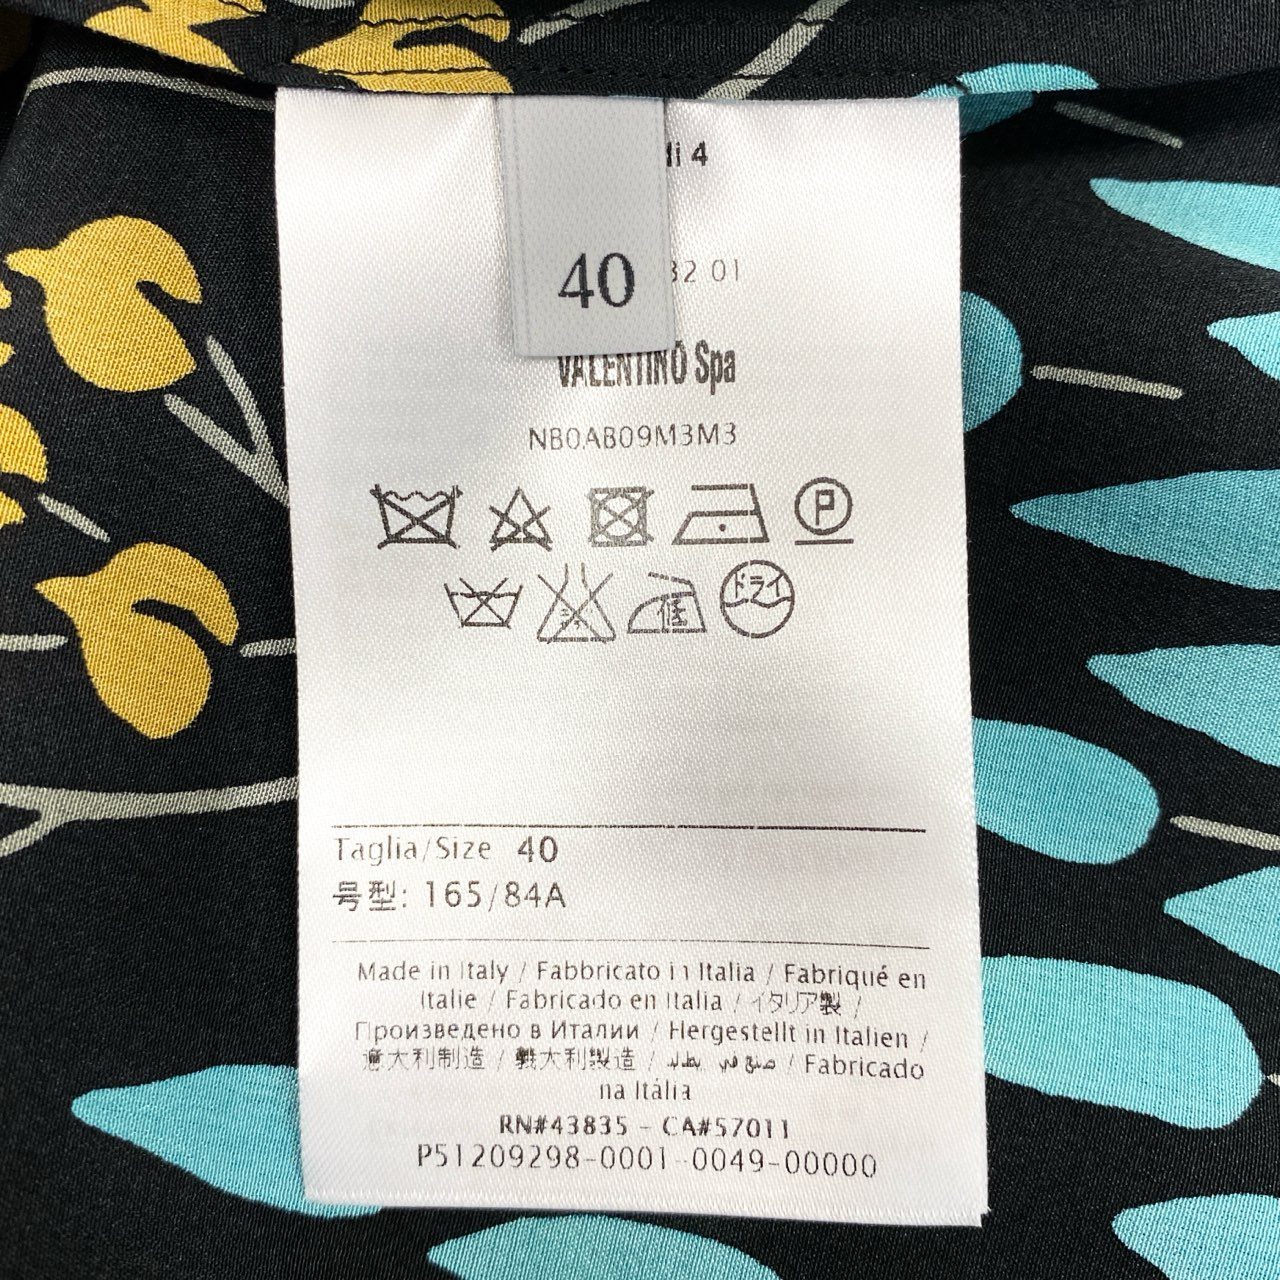 4
40
32 01
VALENTINO Spa
NB0AB09M3M3
P
ドライ
低
Taglia/Size 40
号型: 165/84A
Made in Italy / Fabbricato in Italia / Fabriqué en
Italie / Fabricado en Italia / イタリア製 /
Произведено в Италии / Hergestellt in Italien /
意大利制造 / 義大利製造 / صنع في إيطاليا / Fabricado
na Itália
RN#43835 - CA#57011
P51209298-0001-0049-00000